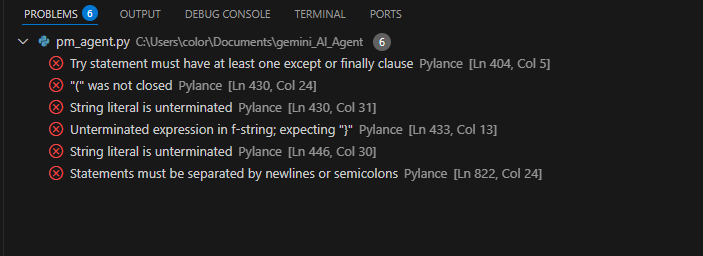 PROBLEMS 6 OUTPUT DEBUG CONSOLE TERMINAL PORTS
pm_agent.py C:\Users\color\Documents\gemini_AI_Agent 6
Try statement must have at least one except or finally clause Pylance [Ln 404, Col 5]
"(" was not closed Pylance [Ln 430, Col 24]
String literal is unterminated Pylance [Ln 430, Col 31]
Unterminated expression in f-string; expecting "}" Pylance [Ln 433, Col 13]
String literal is unterminated Pylance [Ln 446, Col 30]
Statements must be separated by newlines or semicolons Pylance [Ln 822, Col 24]